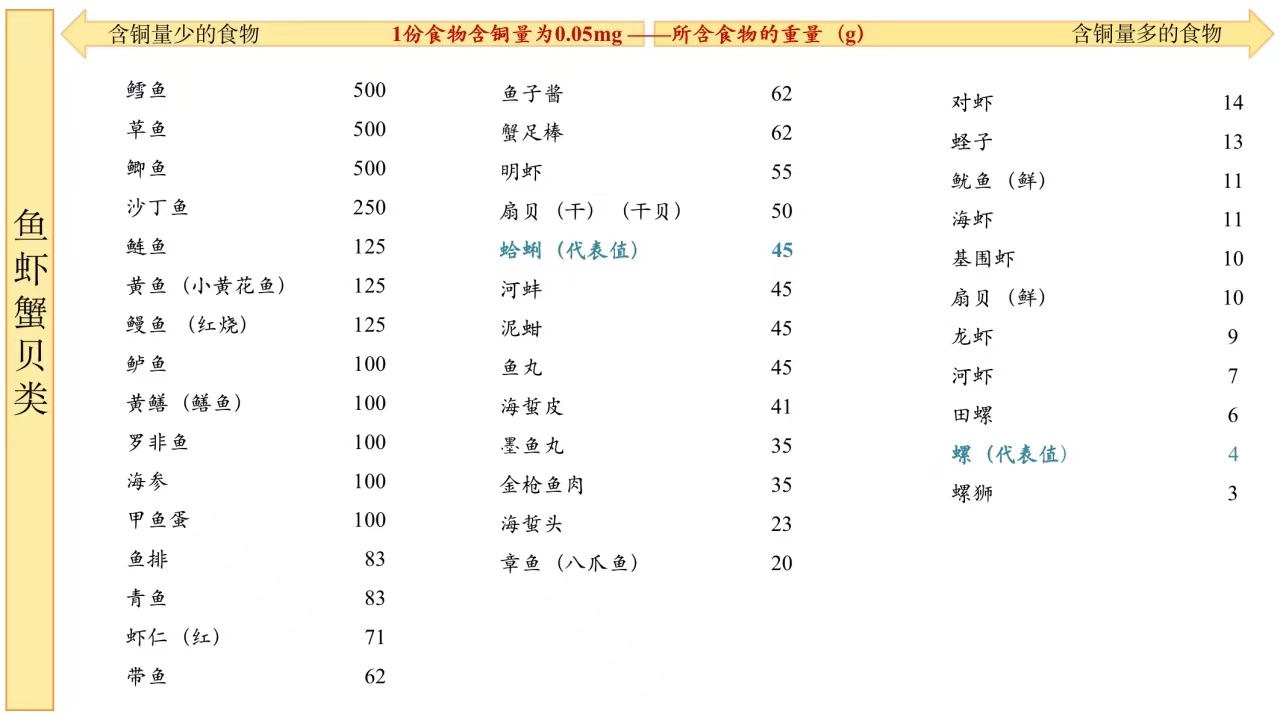 含铜量少的食物 1份食物含铜量为0.05mg ——所含食物的重量（g） 含铜量多的食物
鱼虾蟹贝类
鳕鱼 500
草鱼 500
鲫鱼 500
沙丁鱼 250
鲢鱼 125
黄鱼（小黄花鱼） 125
鳗鱼 （红烧） 125
鲈鱼 100
黄鳝（鳝鱼） 100
罗非鱼 100
海参 100
甲鱼蛋 100
鱼排 83
青鱼 83
虾仁（红） 71
带鱼 62
鱼子酱 62
蟹足棒 62
明虾 55
扇贝（干）（干贝） 50
蛤蜊（代表值） 45
河蚌 45
泥蚶 45
鱼丸 45
海蜇皮 41
墨鱼丸 35
金枪鱼肉 35
海蜇头 23
章鱼（八爪鱼） 20
对虾 14
蛏子 13
鱿鱼（鲜） 11
海虾 11
基围虾 10
扇贝（鲜） 10
龙虾 9
河虾 7
田螺 6
螺（代表值） 4
螺狮 3